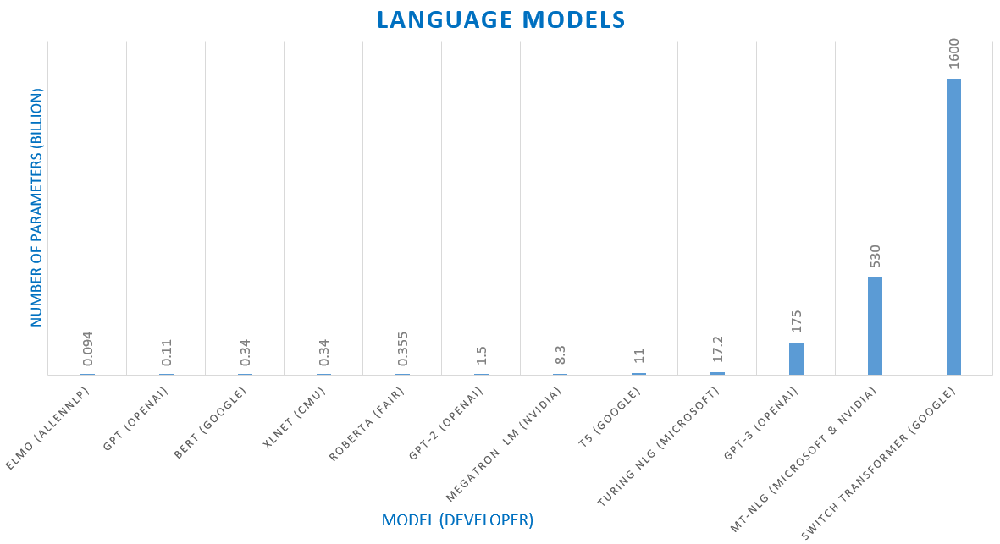 LANGUAGE MODELS
NUMBER OF PARAMETERS (BILLION)
0.094
0.11
0.34
0.34
0.355
1.5
8.3
11
17.2
175
530
1600
ELMO (ALLENNLP)
GPT (OPENAI)
BERT (GOOGLE)
XLNET (CMU)
ROBERTA (FAIR)
GPT-2 (OPENAI)
MEGATRON LM (NVIDIA)
T5 (GOOGLE)
TURING NLG (MICROSOFT)
GPT-3 (OPENAI)
MT-NLG (MICROSOFT & NVIDIA)
SWITCH TRANSFORMER (GOOGLE)
MODEL (DEVELOPER)